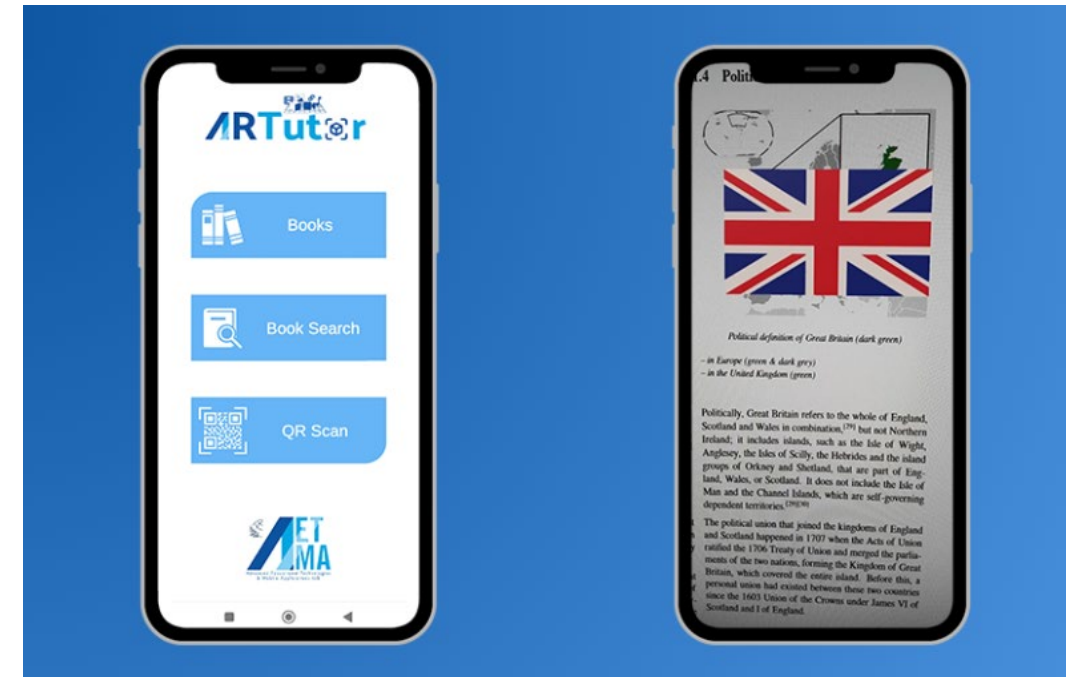 ARTutor
Books
Book Search
QR Scan
AETMA
Advanced Educational Technologies
& Mobile Applications Lab
.4 Politi
Political definition of Great Britain (dark green)
– in Europe (green & dark grey)
– in the United Kingdom (green)
Politically, Great Britain refers to the whole of England,
Scotland and Wales in combination,[29] but not Northern
Ireland; it includes islands, such as the Isle of Wight,
Anglesey, the Isles of Scilly, the Hebrides and the island
groups of Orkney and Shetland, that are part of Eng-
land, Wales, or Scotland. It does not include the Isle of
Man and the Channel Islands, which are self-governing
dependent territories.[29][30]
The political union that joined the kingdoms of England
and Scotland happened in 1707 when the Acts of Union
ratified the 1706 Treaty of Union and merged the parlia-
ments of the two nations, forming the Kingdom of Great
Britain, which covered the entire island. Before this, a
personal union had existed between these two countries
since the 1603 Union of the Crowns under James VI of
Scotland and I of England.